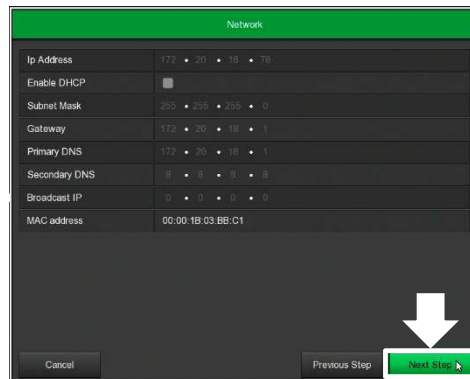 Network
Ip Address 172 • 20 • 18 • 78
Enable DHCP
Subnet Mask 255 • 255 • 255 • 0
Gateway 172 • 20 • 18 • 1
Primary DNS 172 • 20 • 18 • 1
Secondary DNS 8 • 8 • 8 • 8
Broadcast IP 0 • 0 • 0 • 0
MAC address 00:00:1B:03:BB:C1
Cancel Previous Step Next Step